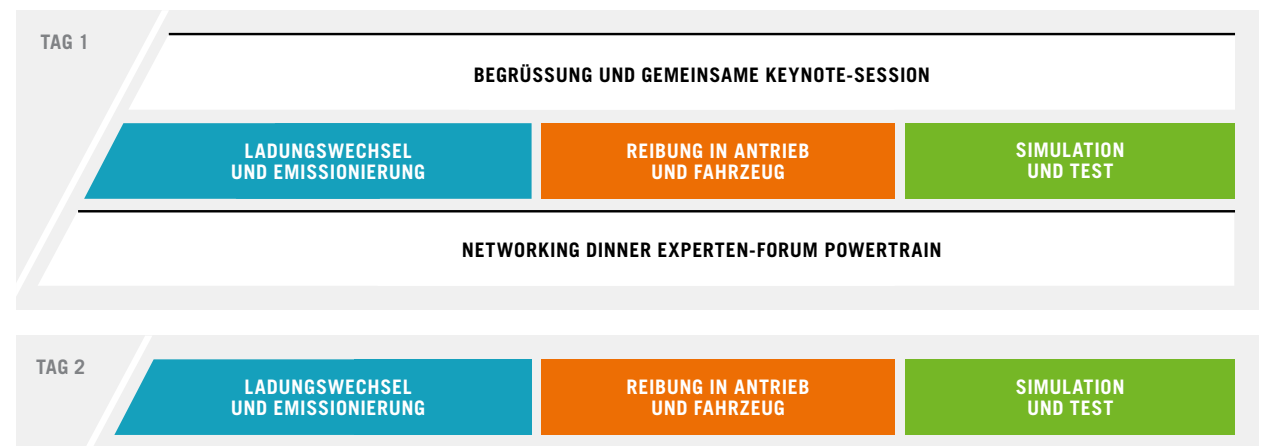 TAG 1
BEGRÜSSUNG UND GEMEINSAME KEYNOTE-SESSION
LADUNGSWECHSEL
UND EMISSIONIERUNG
REIBUNG IN ANTRIEB
UND FAHRZEUG
SIMULATION
UND TEST
NETWORKING DINNER EXPERTEN-FORUM POWERTRAIN
TAG 2
LADUNGSWECHSEL
UND EMISSIONIERUNG
REIBUNG IN ANTRIEB
UND FAHRZEUG
SIMULATION
UND TEST